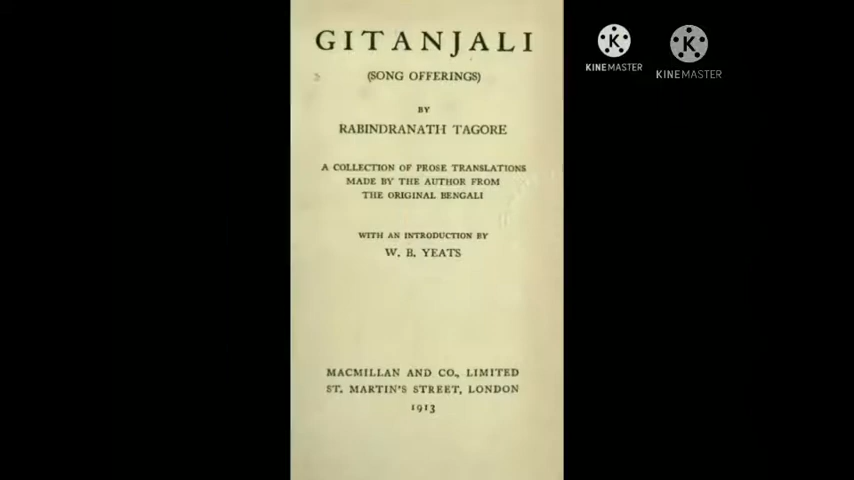 GITANJALI
(SONG OFFERINGS)
BY
RABINDRANATH TAGORE
A COLLECTION OF PROSE TRANSLATIONS
MADE BY THE AUTHOR FROM
THE ORIGINAL BENGALI
WITH AN INTRODUCTION BY
W. B. YEATS
MACMILLAN AND CO., LIMITED
ST. MARTIN'S STREET, LONDON
1913
K
KINEMASTER
K
KINEMASTER